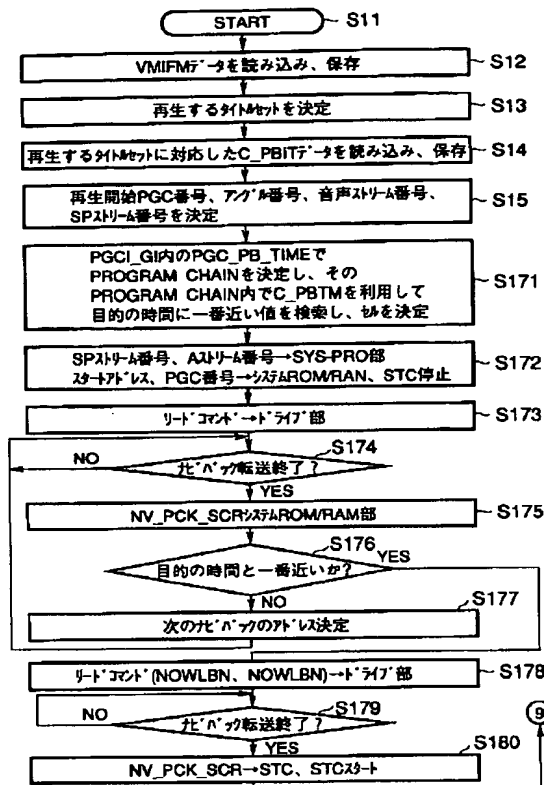 START
S11
VMIFMデータを読み込み、保存
S12
再生するタイトルセットを決定
S13
再生するタイトルセットに対応したC_PBITデータを読み込み、保存
S14
再生開始PGC番号、アングル番号、音声ストリーム番号、
SPストリーム番号を決定
S15
PGCI_GI内のPGC_PB_TIMEで
PROGRAM CHAINを決定し、その
PROGRAM CHAIN内でC_PBTMを利用して
目的の時間に一番近い値を検索し、セルを決定
S171
SPストリーム番号、Aストリーム番号→SYS-PRO部
スタートアドレス、PGC番号→システムROM/RAN、STC停止
S172
リードコマンド→ドライブ部
S173
S174
NO
ナビパック転送終了?
YES
NV_PCK_SCRシステムROM/RAM部
S175
S176
目的の時間と一番近いか?
YES
NO
S177
次のナビパックのアドレス決定
リードコマンド(NOWLBN、NOWLBN)→ドライブ部
S178
S179
NO
ナビパック転送終了?
9
YES
S180
NV_PCK_SCR→STC、STCスタート